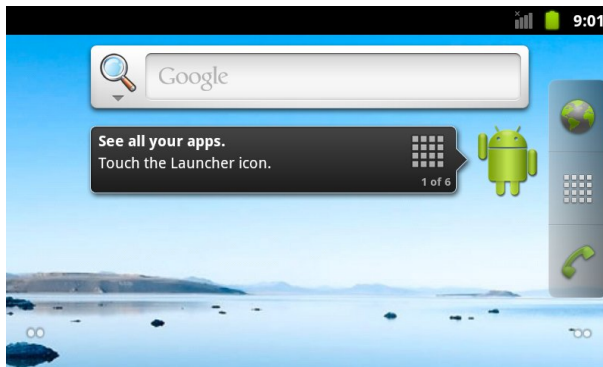 9:01
Google
See all your apps.
Touch the Launcher icon.
1 of 6